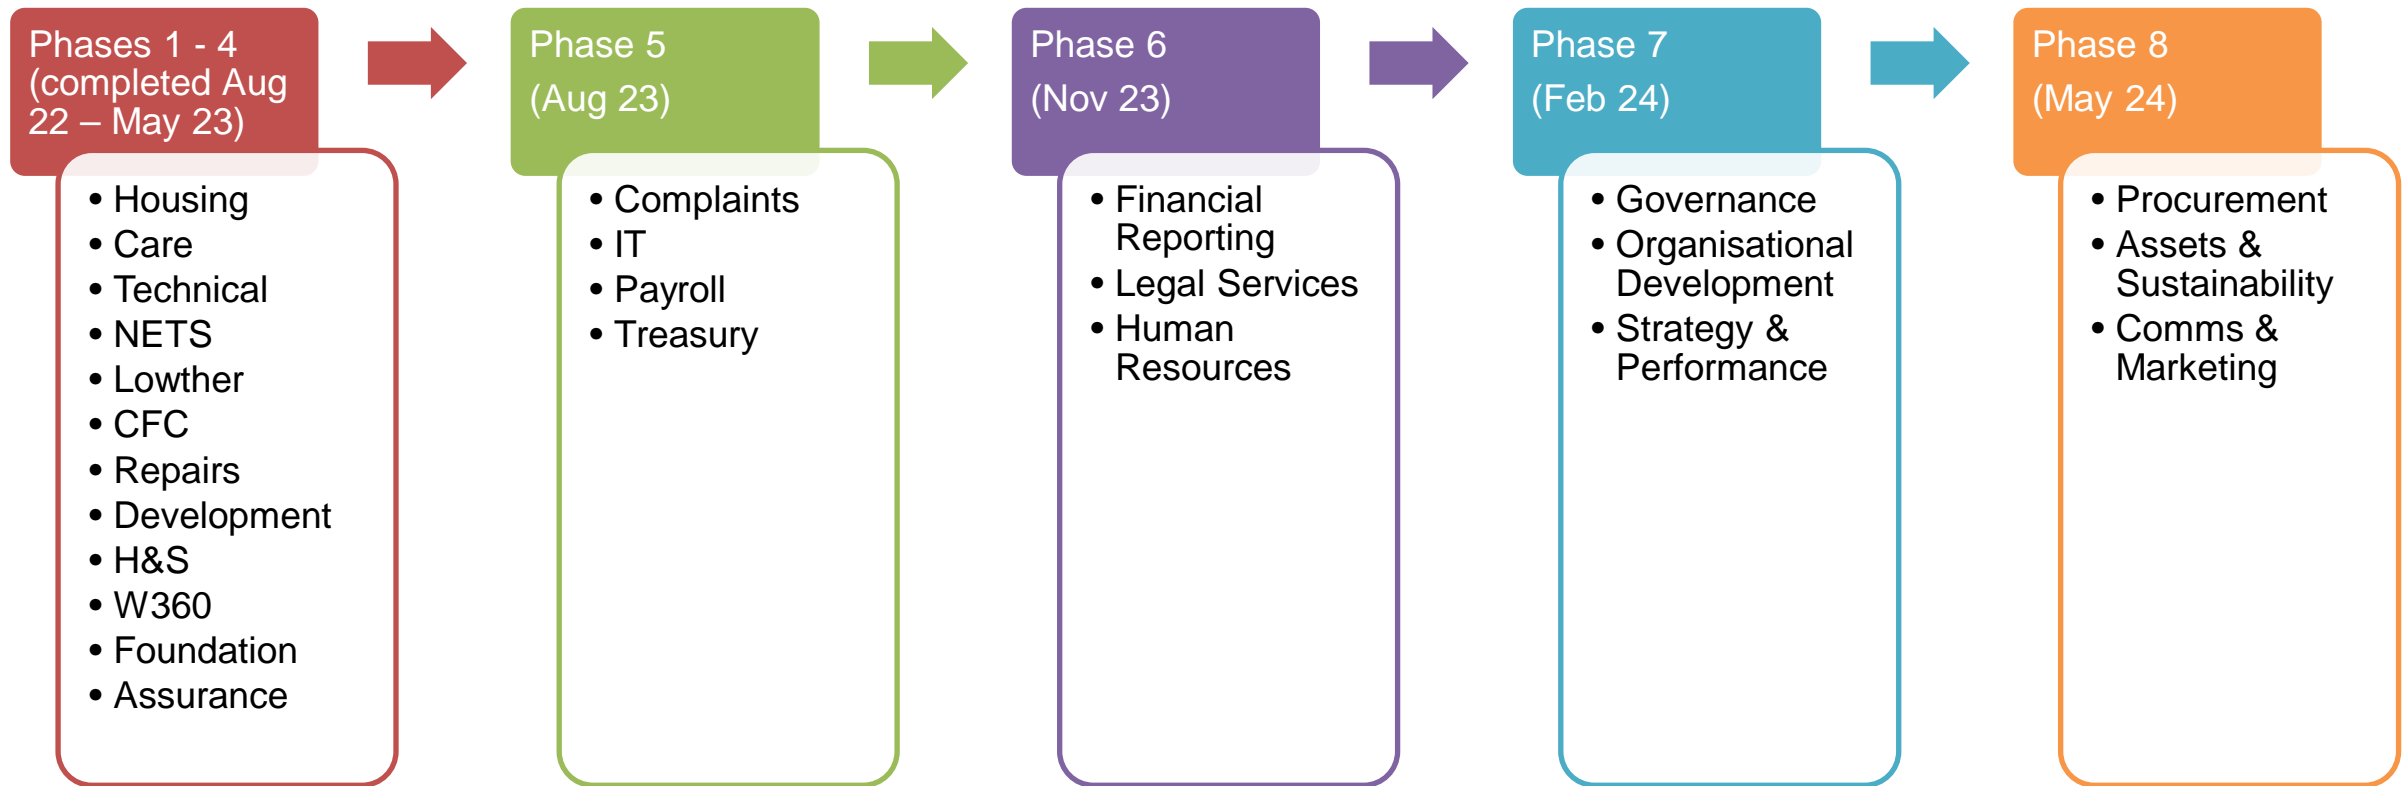 Phases 1 - 4
(completed Aug
22 – May 23)
• Housing
• Care
• Technical
• NETS
• Lowther
• CFC
• Repairs
• Development
• H&S
• W360
• Foundation
• Assurance
Phase 5
(Aug 23)
• Complaints
• IT
• Payroll
• Treasury
Phase 6
(Nov 23)
• Financial
Reporting
• Legal Services
• Human
Resources
Phase 7
(Feb 24)
• Governance
• Organisational
Development
• Strategy &
Performance
Phase 8
(May 24)
• Procurement
• Assets &
Sustainability
• Comms &
Marketing